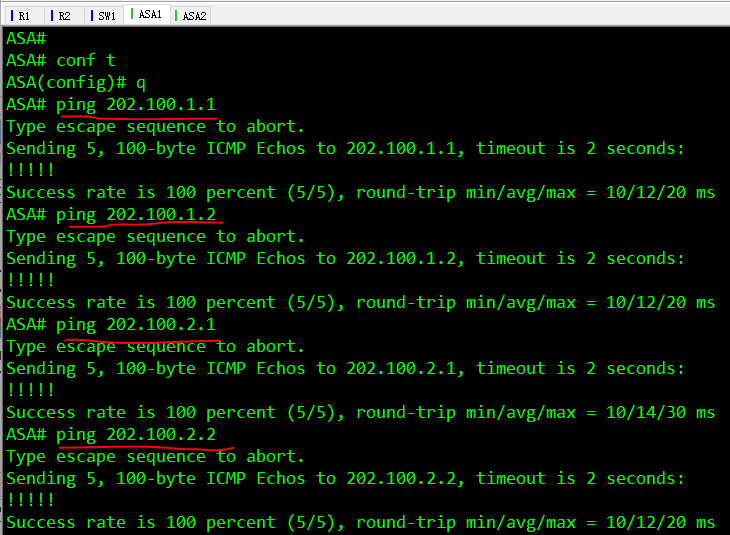 R1 R2 SW1 ASA1 ASA2
ASA#
ASA# conf t
ASA(config)# q
ASA# ping 202.100.1.1
Type escape sequence to abort.
Sending 5, 100-byte ICMP Echos to 202.100.1.1, timeout is 2 seconds:
!!!!!
Success rate is 100 percent (5/5), round-trip min/avg/max = 10/12/20 ms
ASA# ping 202.100.1.2
Type escape sequence to abort.
Sending 5, 100-byte ICMP Echos to 202.100.1.2, timeout is 2 seconds:
!!!!!
Success rate is 100 percent (5/5), round-trip min/avg/max = 10/12/20 ms
ASA# ping 202.100.2.1
Type escape sequence to abort.
Sending 5, 100-byte ICMP Echos to 202.100.2.1, timeout is 2 seconds:
!!!!!
Success rate is 100 percent (5/5), round-trip min/avg/max = 10/14/30 ms
ASA# ping 202.100.2.2
Type escape sequence to abort.
Sending 5, 100-byte ICMP Echos to 202.100.2.2, timeout is 2 seconds:
!!!!!
Success rate is 100 percent (5/5), round-trip min/avg/max = 10/12/20 ms